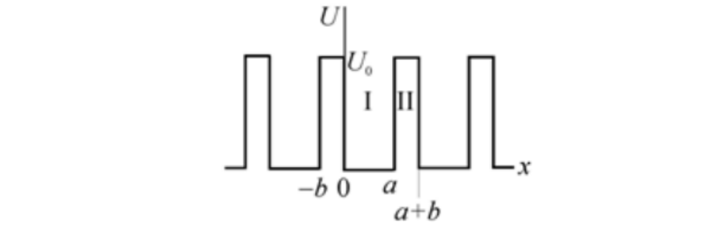 U
U₀
I II
x
–b 0 a
a+b